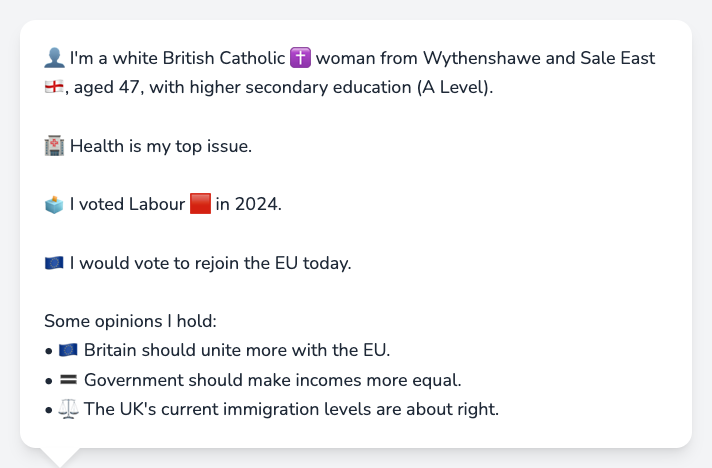 👤 I'm a white British Catholic ✝️ woman from Wythenshawe and Sale East
🏴󠁧󠁢󠁥󠁮󠁧󠁿, aged 47, with higher secondary education (A Level).
🏥 Health is my top issue.
🗳️ I voted Labour 🟥 in 2024.
🇪🇺 I would vote to rejoin the EU today.
Some opinions I hold:
• 🇪🇺 Britain should unite more with the EU.
• 🟰 Government should make incomes more equal.
• ⚖️ The UK's current immigration levels are about right.